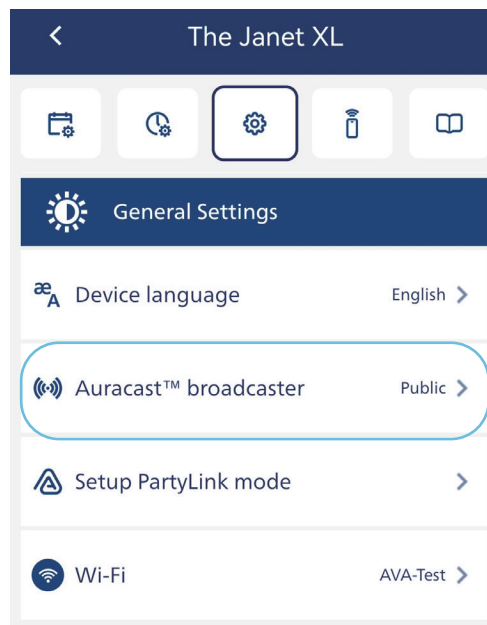 The Janet XL
General Settings
Device language English
Auracast™ broadcaster Public
Setup PartyLink mode
Wi-Fi AVA-Test